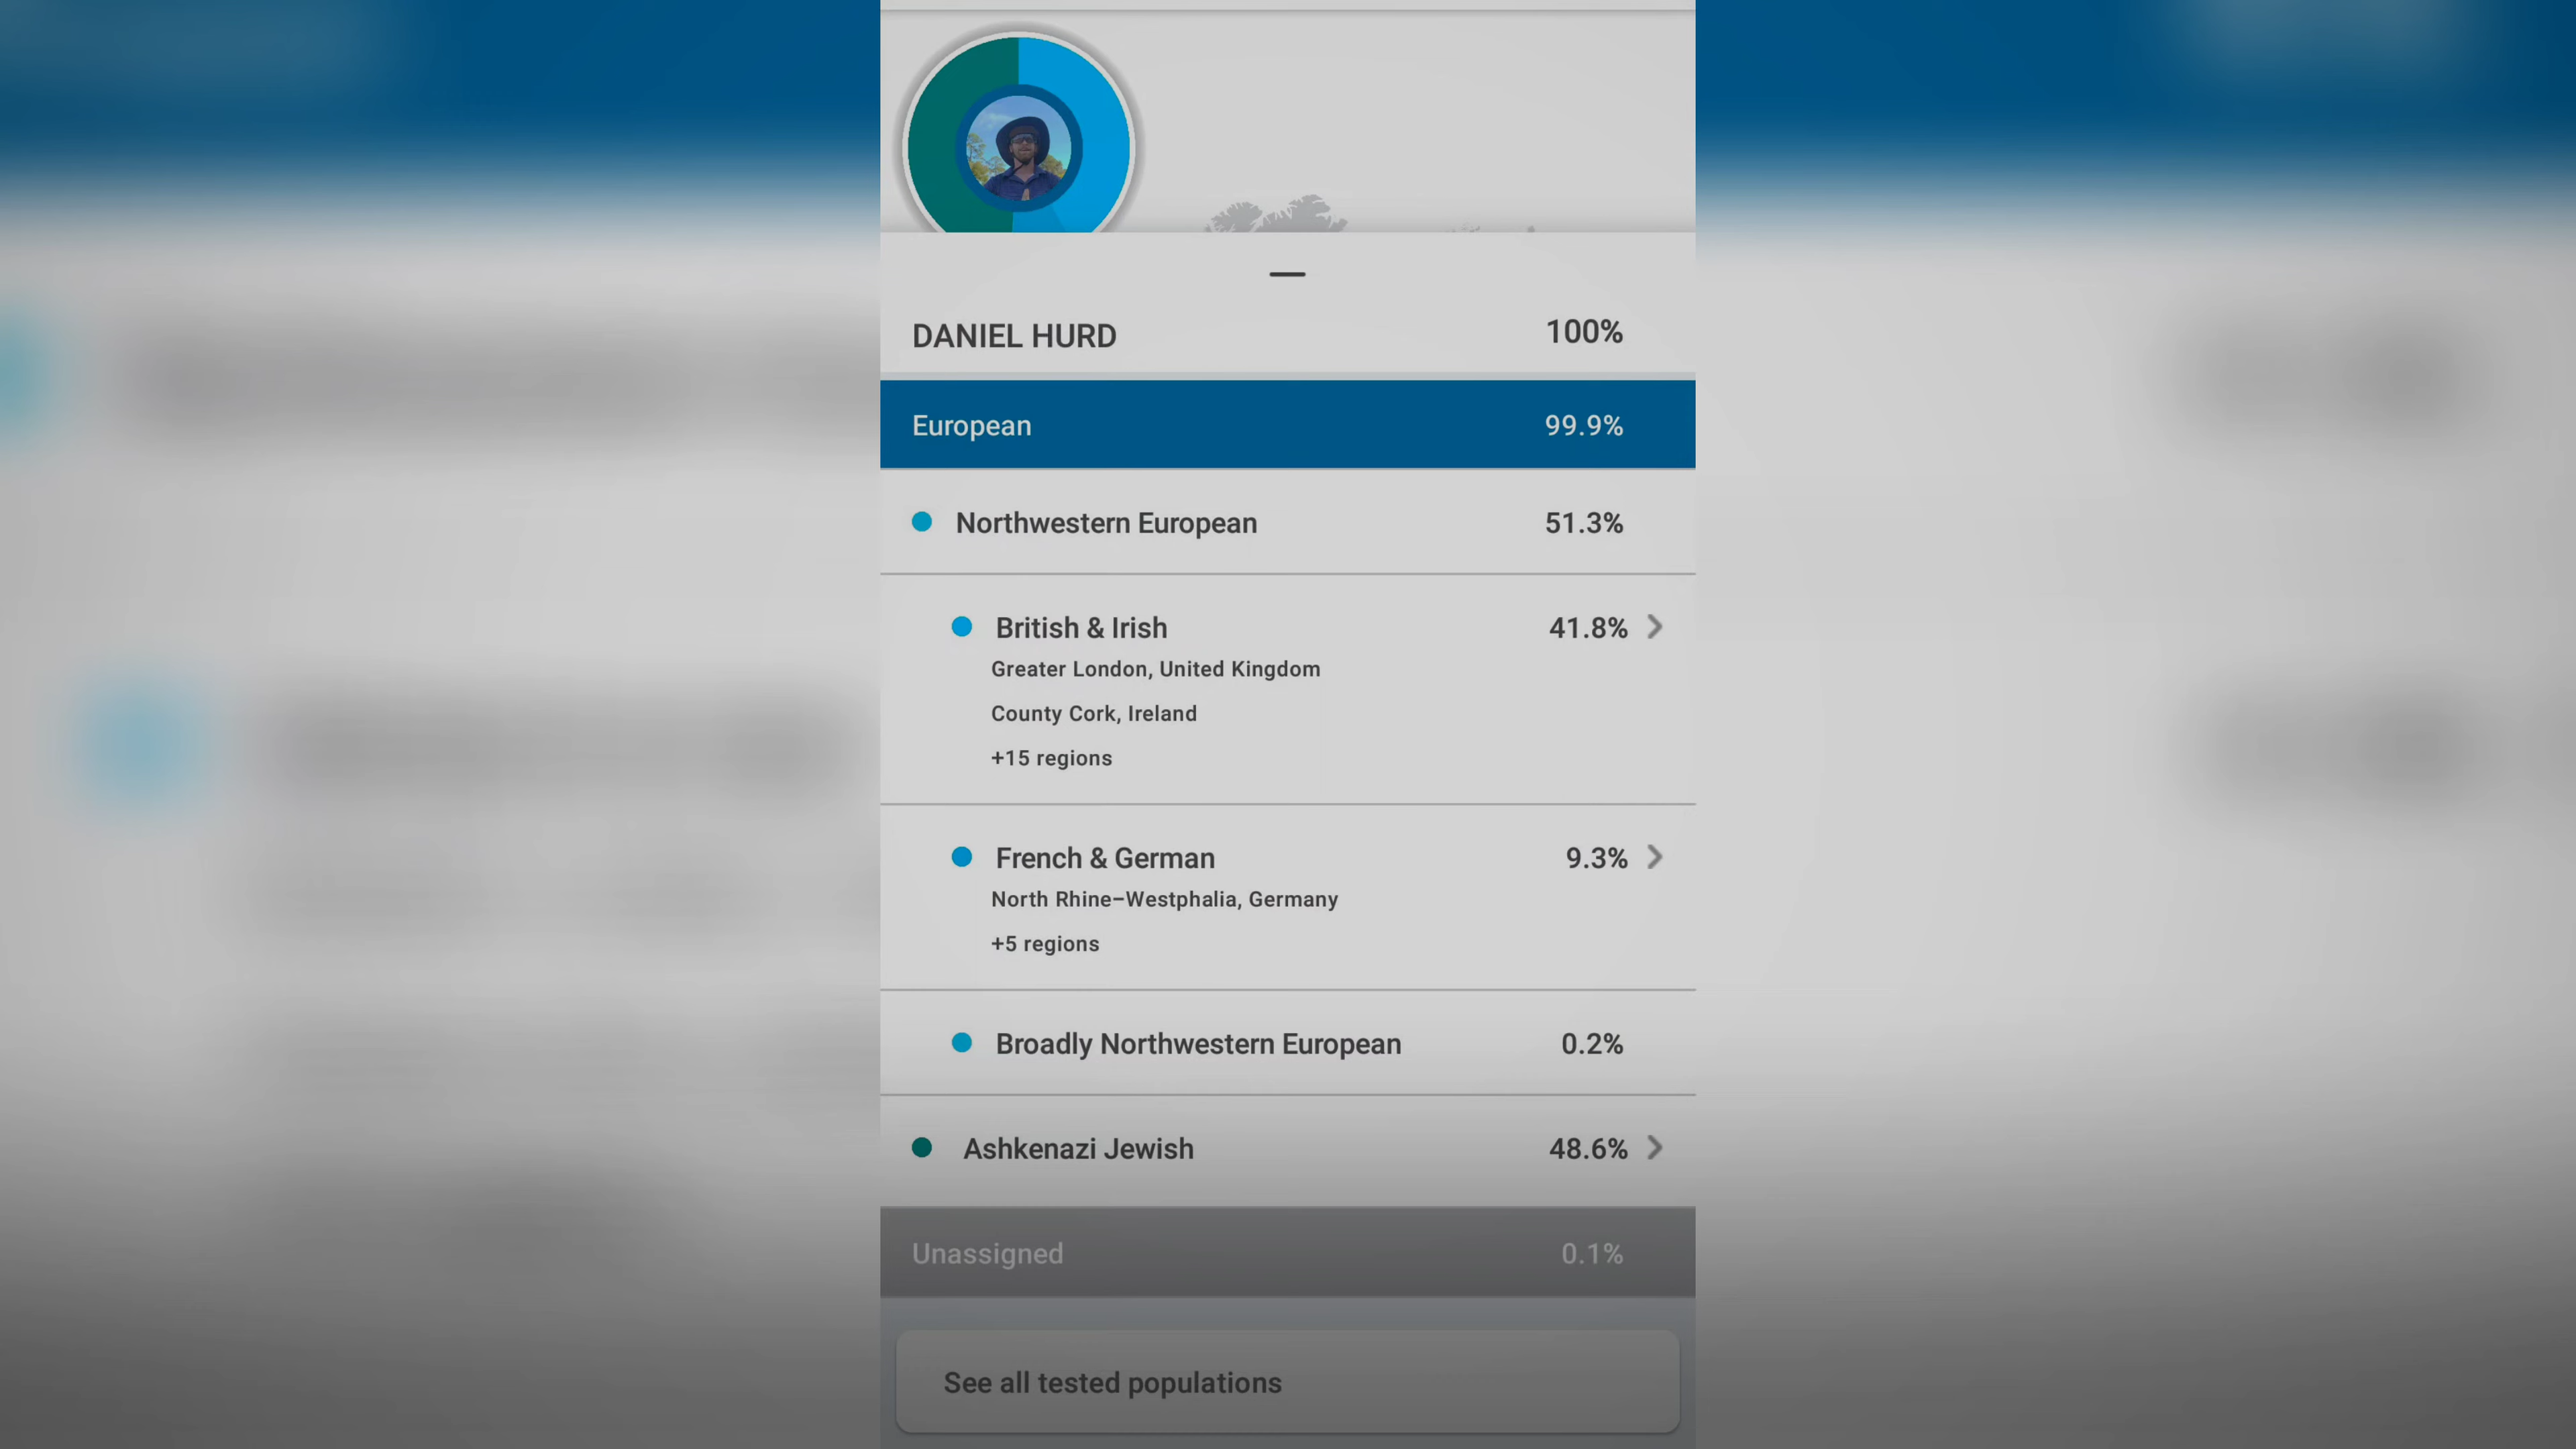 DANIEL HURD 100%
European 99.9%
Northwestern European 51.3%
British & Irish 41.8%
Greater London, United Kingdom
County Cork, Ireland
+15 regions
French & German 9.3%
North Rhine–Westphalia, Germany
+5 regions
Broadly Northwestern European 0.2%
Ashkenazi Jewish 48.6%
Unassigned 0.1%
See all tested populations